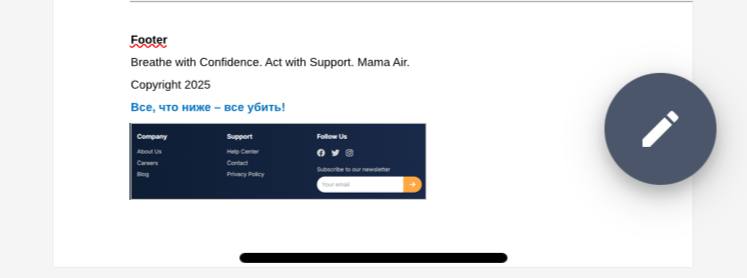 Footer
Breathe with Confidence. Act with Support. Mama Air.
Copyright 2025
Все, что ниже – все убить!
Company Support Follow Us
About Us Help Center
Careers Contact
Blog Privacy Policy
Subscribe to our newsletter
Your email